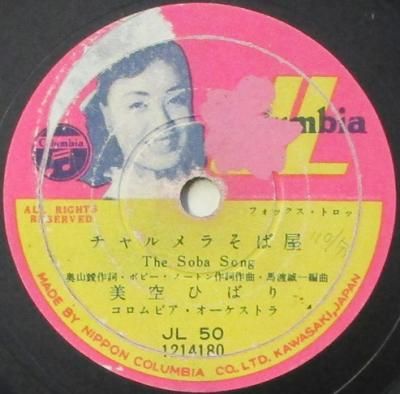 Columbia
JL
ALL RIGHTS
RESERVED
フォックス・トロッ
チャルメラそば屋
The Soba Song
奥山靉作詞・ボビー・ノートン作詞作曲・馬渡誠一編曲
美空ひばり
コロムビア・オーケストラ
JL 50
1214180
MADE BY NIPPON COLUMBIA CO., LTD. KAWASAKI, JAPAN